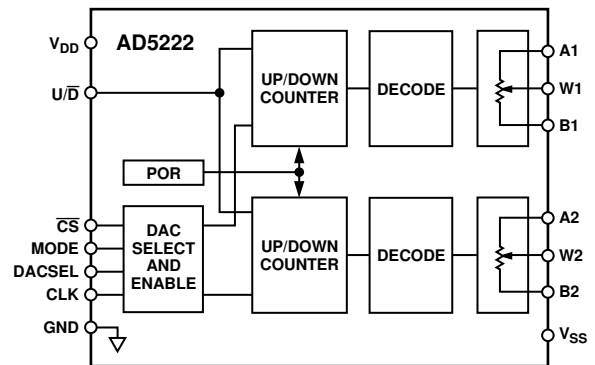 AD5222
VDD
U/D̅
UP/DOWN
COUNTER
DECODE
A1
W1
B1
POR
C̅S̅
MODE
DACSEL
CLK
GND
DAC
SELECT
AND
ENABLE
UP/DOWN
COUNTER
DECODE
A2
W2
B2
VSS